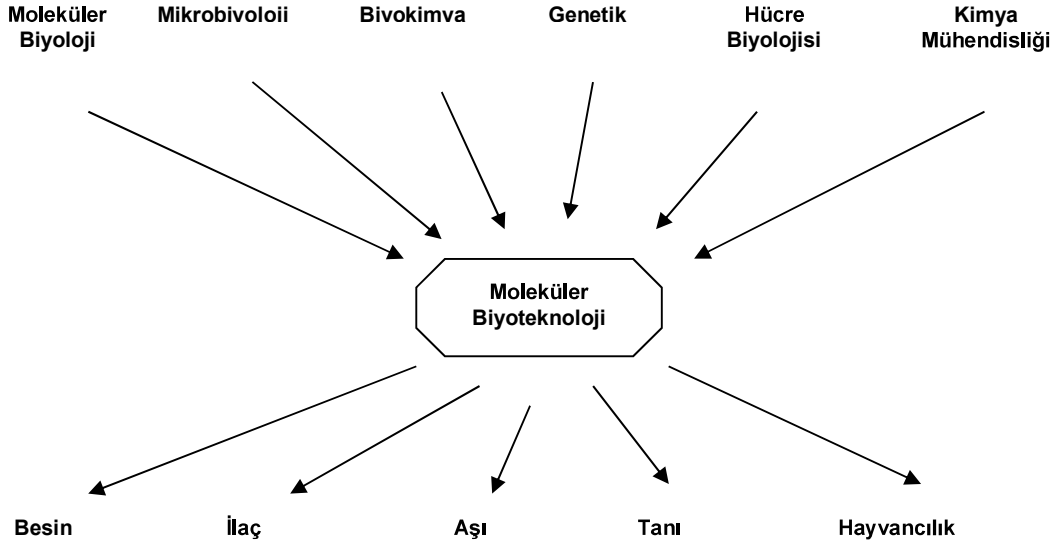 Moleküler
Biyoloji
Mikrobivoloii
Bivokimva
Genetik
Hücre
Biyolojisi
Kimya
Mühendisliği
Moleküler
Biyoteknoloji
Besin
İlaç
Aşı
Tanı
Hayvancılık